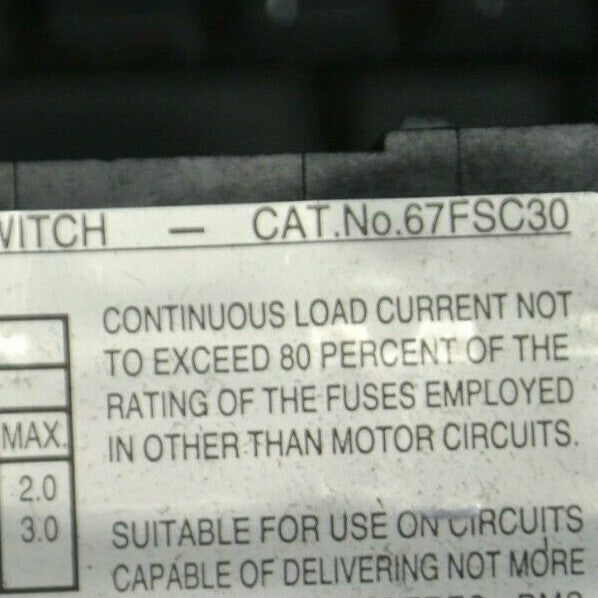 WITCH — CAT.No.67FSC30
CONTINUOUS LOAD CURRENT NOT
TO EXCEED 80 PERCENT OF THE
RATING OF THE FUSES EMPLOYED
IN OTHER THAN MOTOR CIRCUITS.
MAX.
2.0
3.0
SUITABLE FOR USE ON CIRCUITS
CAPABLE OF DELIVERING NOT MORE